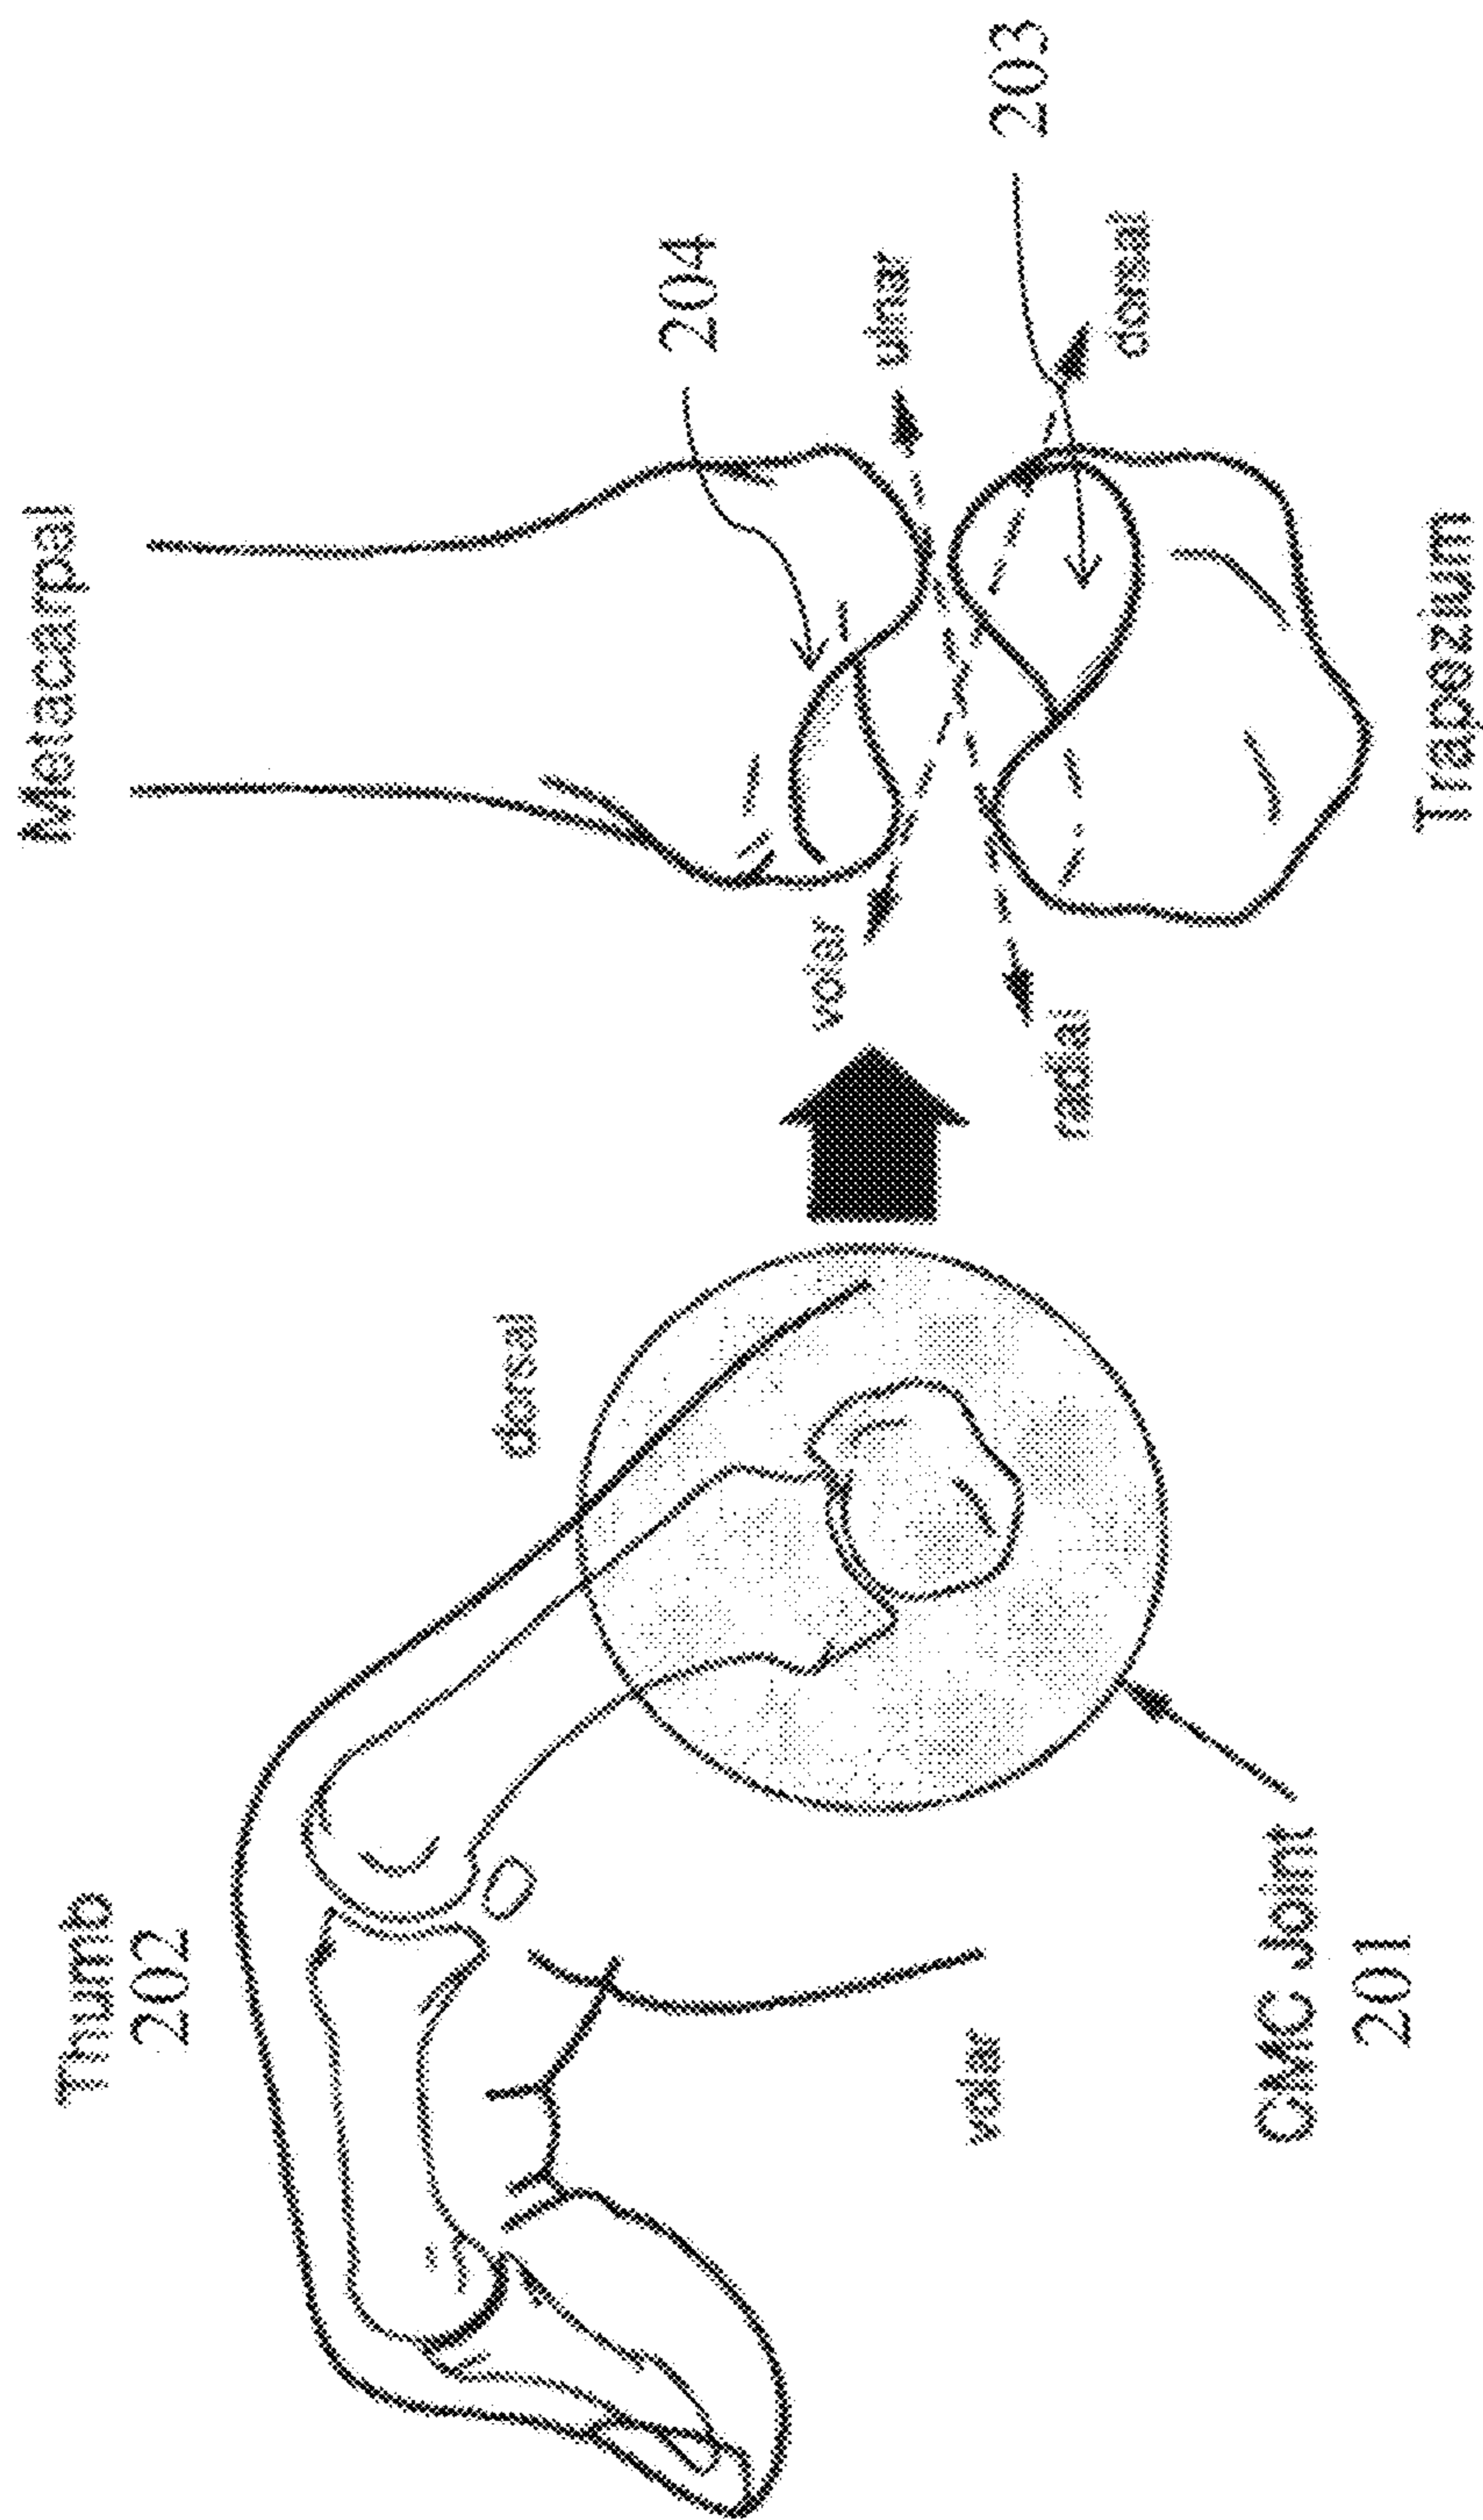 Thumb
202
dorsal
volar
CMC Joint
201
Metacarpal
204
ulnar
volar
radial
203
dorsal
Trapezium